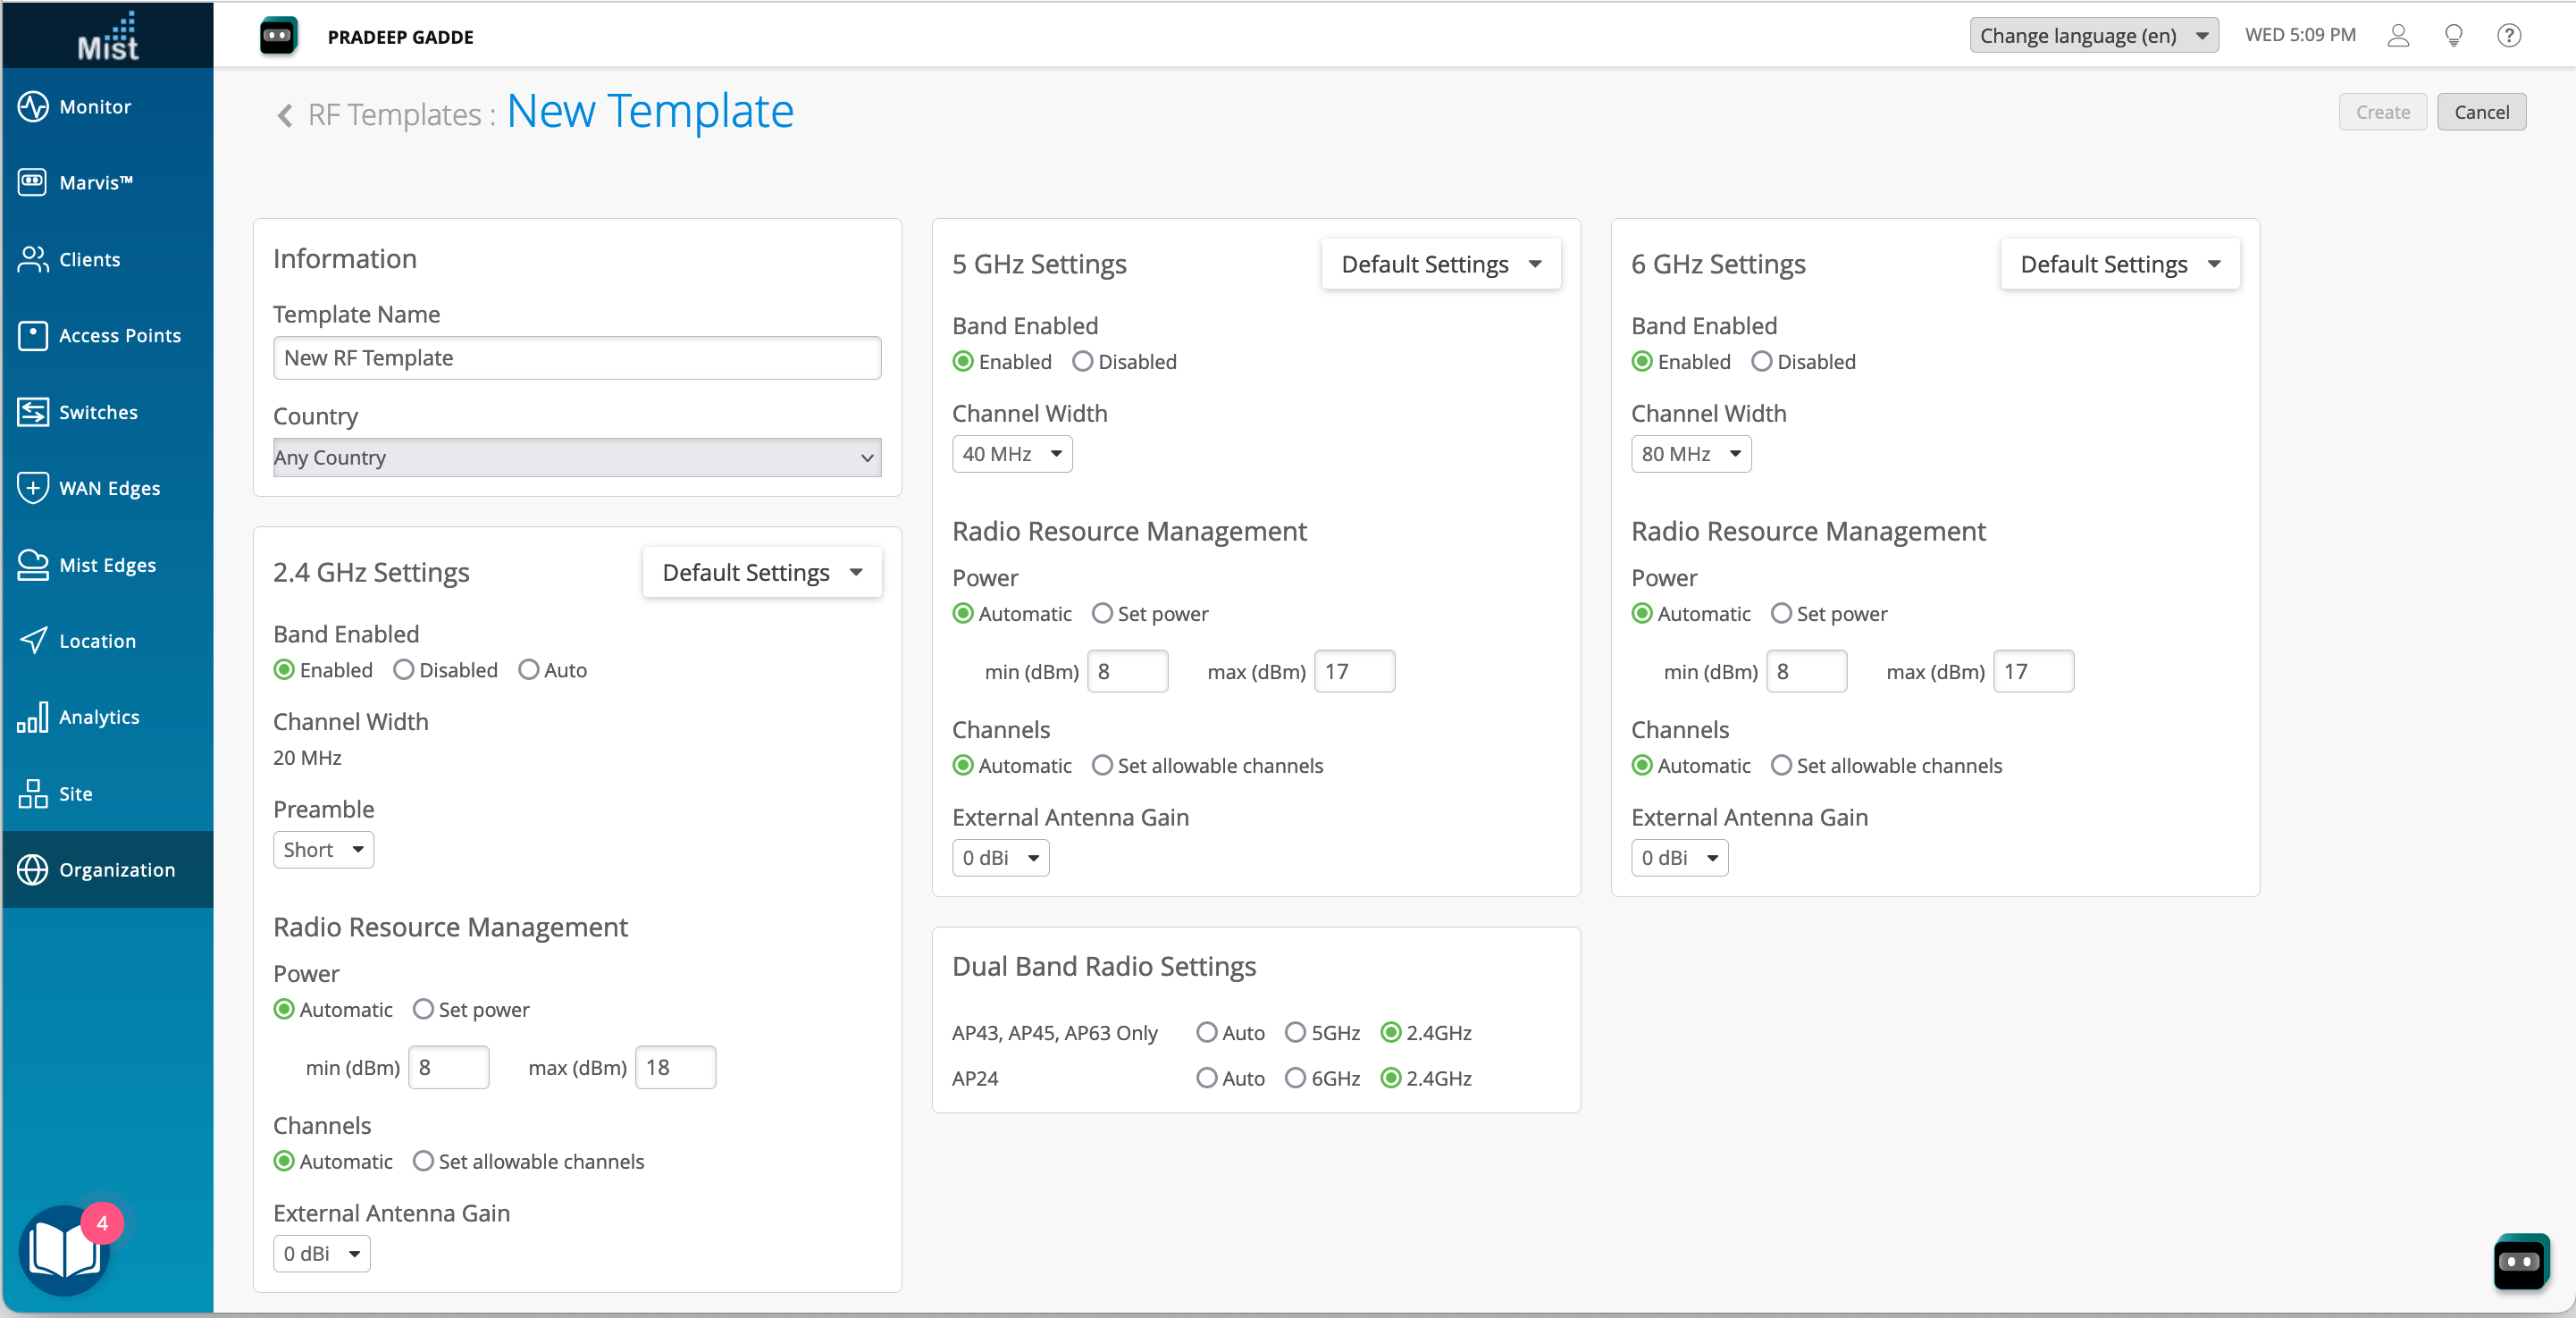 Mist
PRADEEP GADDE
Change language (en)
WED 5:09 PM
?
Monitor
Marvis™
Clients
Access Points
Switches
WAN Edges
Mist Edges
Location
Analytics
Site
Organization
4
RF Templates : New Template
Create
Cancel
Information
Template Name
New RF Template
Country
Any Country
2.4 GHz Settings
Default Settings
Band Enabled
Enabled Disabled Auto
Channel Width
20 MHz
Preamble
Short
Radio Resource Management
Power
Automatic Set power
min (dBm) 8 max (dBm) 18
Channels
Automatic Set allowable channels
External Antenna Gain
0 dBi
5 GHz Settings
Default Settings
Band Enabled
Enabled Disabled
Channel Width
40 MHz
Radio Resource Management
Power
Automatic Set power
min (dBm) 8 max (dBm) 17
Channels
Automatic Set allowable channels
External Antenna Gain
0 dBi
Dual Band Radio Settings
AP43, AP45, AP63 Only Auto 5GHz 2.4GHz
AP24 Auto 6GHz 2.4GHz
6 GHz Settings
Default Settings
Band Enabled
Enabled Disabled
Channel Width
80 MHz
Radio Resource Management
Power
Automatic Set power
min (dBm) 8 max (dBm) 17
Channels
Automatic Set allowable channels
External Antenna Gain
0 dBi